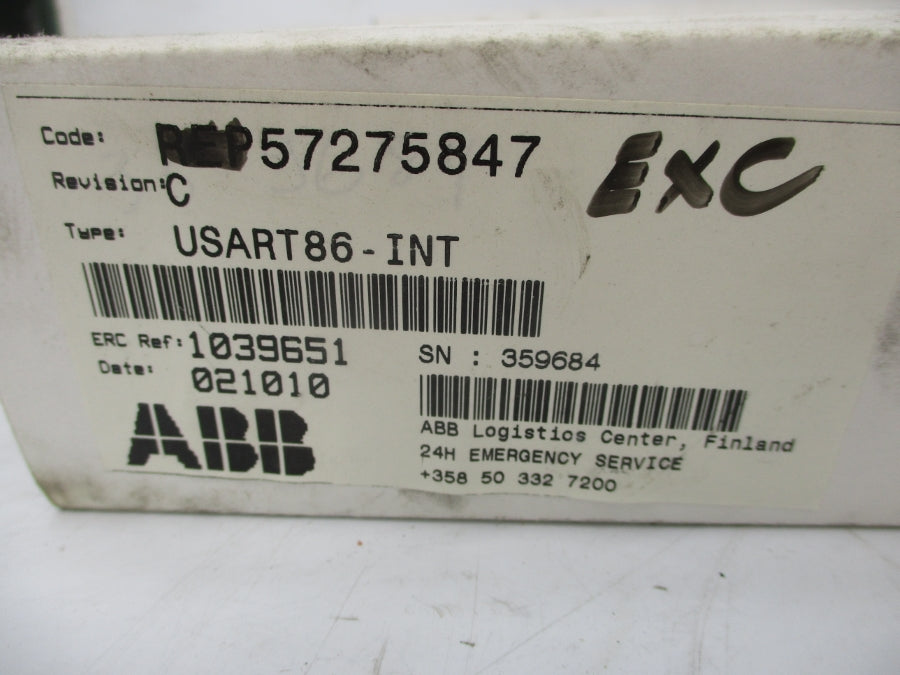 Code: REP57275847
EXC
Revision: C
Type: USART86-INT
ERC Ref: 1039651
SN : 359684
Date: 021010
ABB
ABB Logistics Center, Finland
24H EMERGENCY SERVICE
+358 50 332 7200